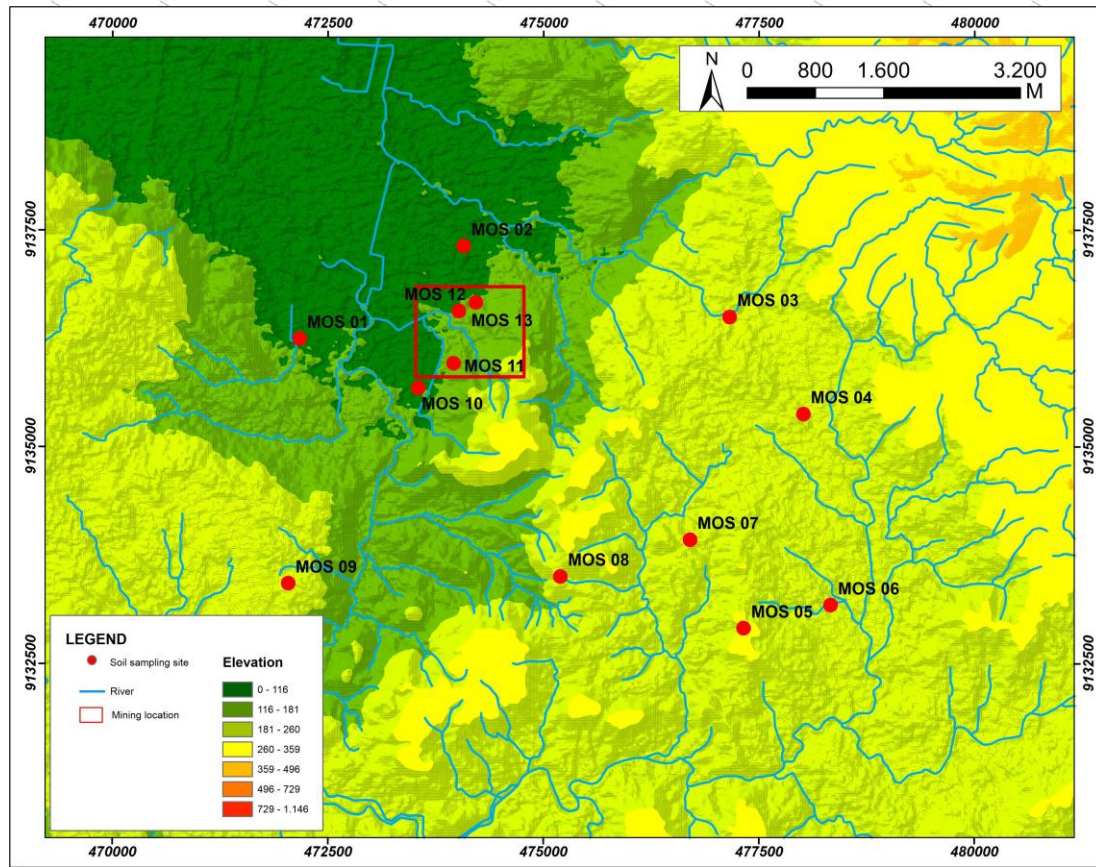 470000 472500 475000 477500 480000
N
0 800 1.600 3.200
M
9137500 9137500
MOS 02
MOS 12
MOS 13
MOS 03
MOS 01
MOS 11
MOS 10
MOS 04
9135000 9135000
MOS 07
MOS 08
MOS 09
MOS 06
MOS 05
9132500 9132500
LEGEND
Soil sampling site
River
Mining location
Elevation
0 - 116
116 - 181
181 - 260
260 - 359
359 - 496
496 - 729
729 - 1.146
470000 472500 475000 477500 480000